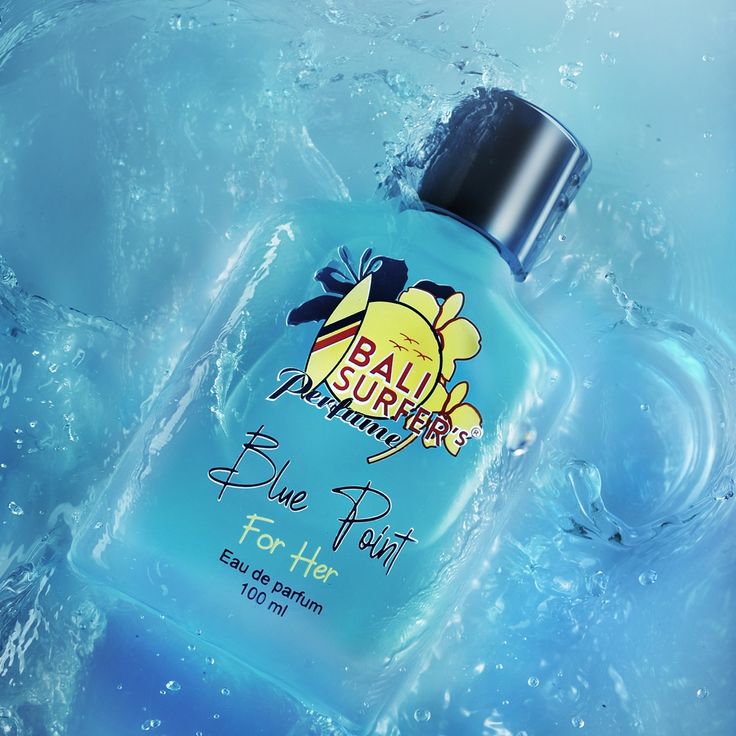 BALI
SURFER'S®
Perfume
Blue Point
For Her
Eau de parfum
100 ml